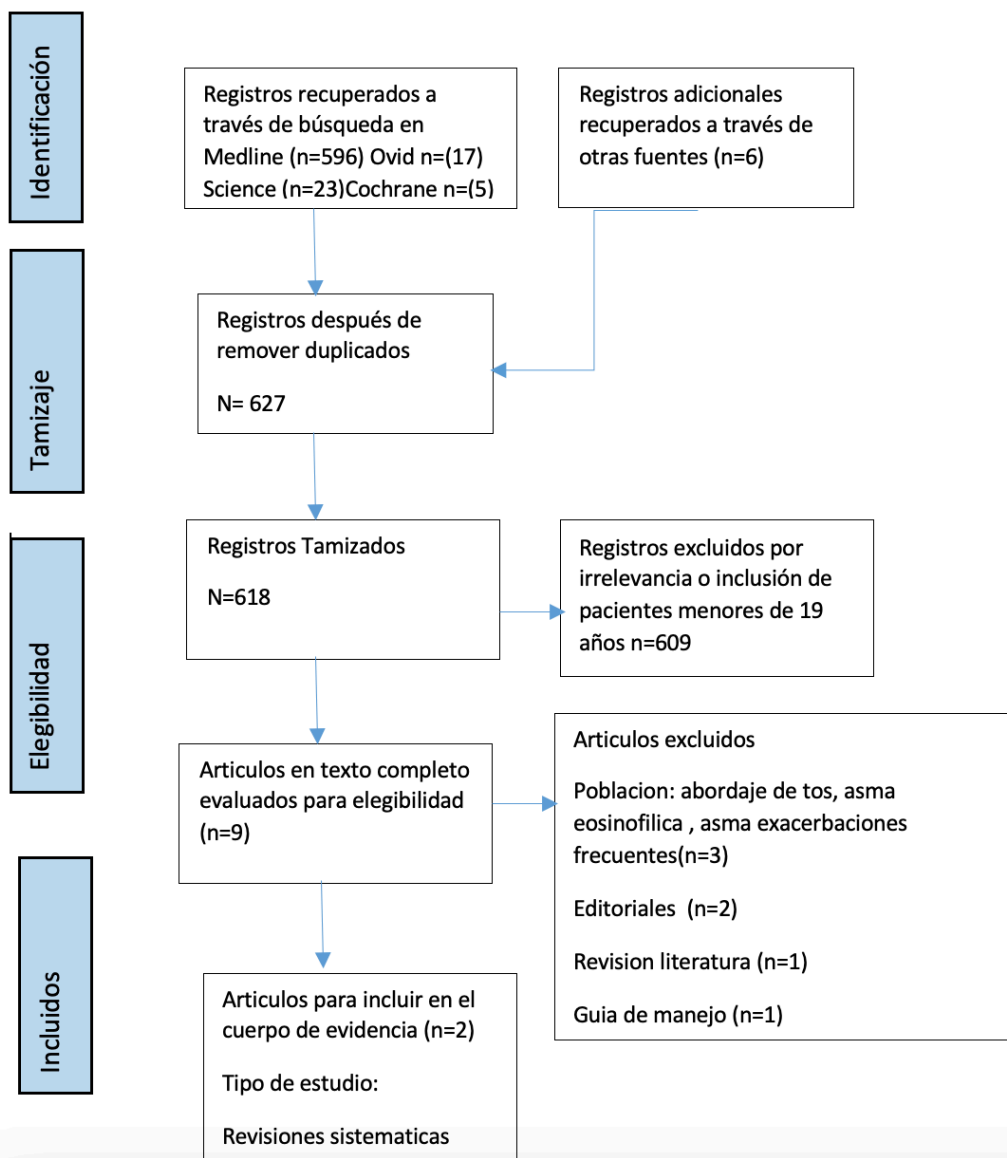 Identificación
Registros recuperados a
través de búsqueda en
Medline (n=596) Ovid n=(17)
Science (n=23)Cochrane n=(5)
Registros adicionales
recuperados a través de
otras fuentes (n=6)
Tamizaje
Registros después de
remover duplicados
N= 627
Elegibilidad
Registros Tamizados
N=618
Registros excluidos por
irrelevancia o inclusión de
pacientes menores de 19
años n=609
Articulos en texto completo
evaluados para elegibilidad
(n=9)
Articulos excluidos
Poblacion: abordaje de tos, asma
eosinofilica , asma exacerbaciones
frecuentes(n=3)
Editoriales (n=2)
Revision literatura (n=1)
Guia de manejo (n=1)
Incluidos
Articulos para incluir en el
cuerpo de evidencia (n=2)
Tipo de estudio:
Revisiones sistematicas